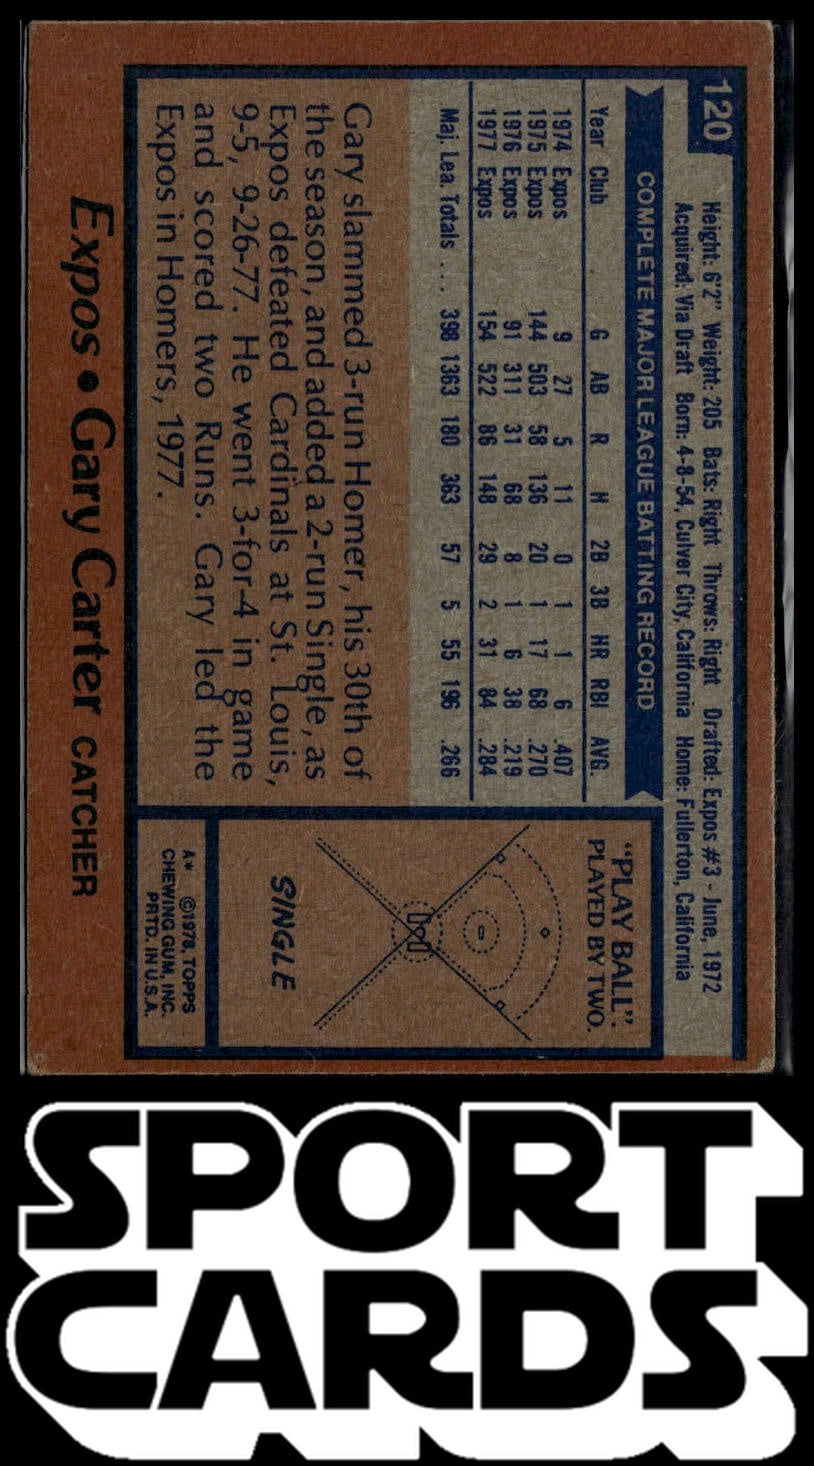 120
Height: 6'2" Weight: 205 Bats: Right Throws: Right Drafted: Expos #3 - June, 1972
Acquired: Via Draft Born: 4-8-54, Culver City, California Home: Fullerton, California
COMPLETE MAJOR LEAGUE BATTING RECORD
Year Club G AB R H 2B 3B HR RBI AVG.
1974 Expos 9 27 5 11 0 1 1 6 .407
1975 Expos 144 503 58 136 20 1 17 68 .270
1976 Expos 91 311 31 68 8 1 6 38 .219
1977 Expos 154 522 86 148 29 2 31 84 .284
Maj. Lea. Totals .... 398 1363 180 363 57 5 55 196 .266
Gary slammed 3-run Homer, his 30th of
the season, and added a 2-run Single, as
Expos defeated Cardinals at St. Louis,
9-5, 9-26-77. He went 3-for-4 in game
and scored two Runs. Gary led the
Expos in Homers, 1977.
"PLAY BALL":
PLAYED BY TWO.
SINGLE
A* ©1978, TOPPS
CHEWING GUM, INC.
PRTD. IN U.S.A.
Expos • Gary Carter CATCHER
SPORT
CARDS